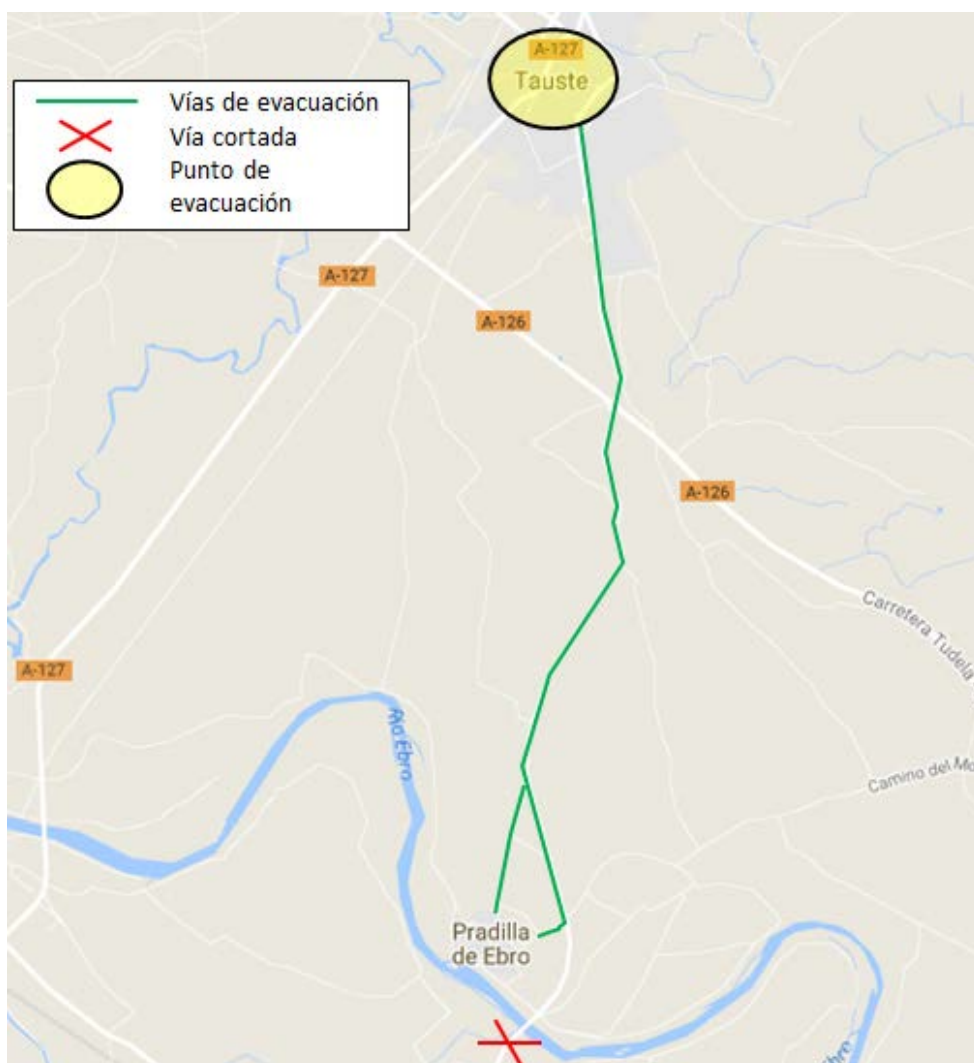 A-127
Tauste
Vías de evacuación
Vía cortada
Punto de
evacuación
A-127
A-126
A-126
Carretera Tudela
A-127
Río Ebro
Camino del Mo
Pradilla
de Ebro
Ebro